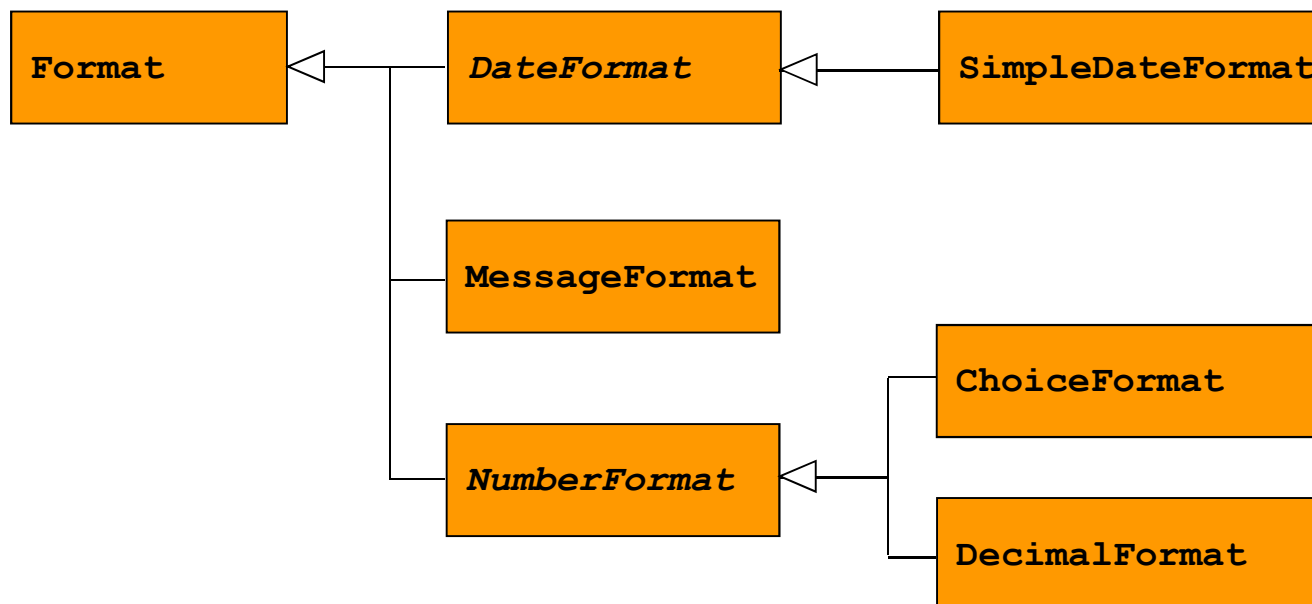 Format
DateFormat
SimpleDateFormat
MessageFormat
ChoiceFormat
NumberFormat
DecimalFormat